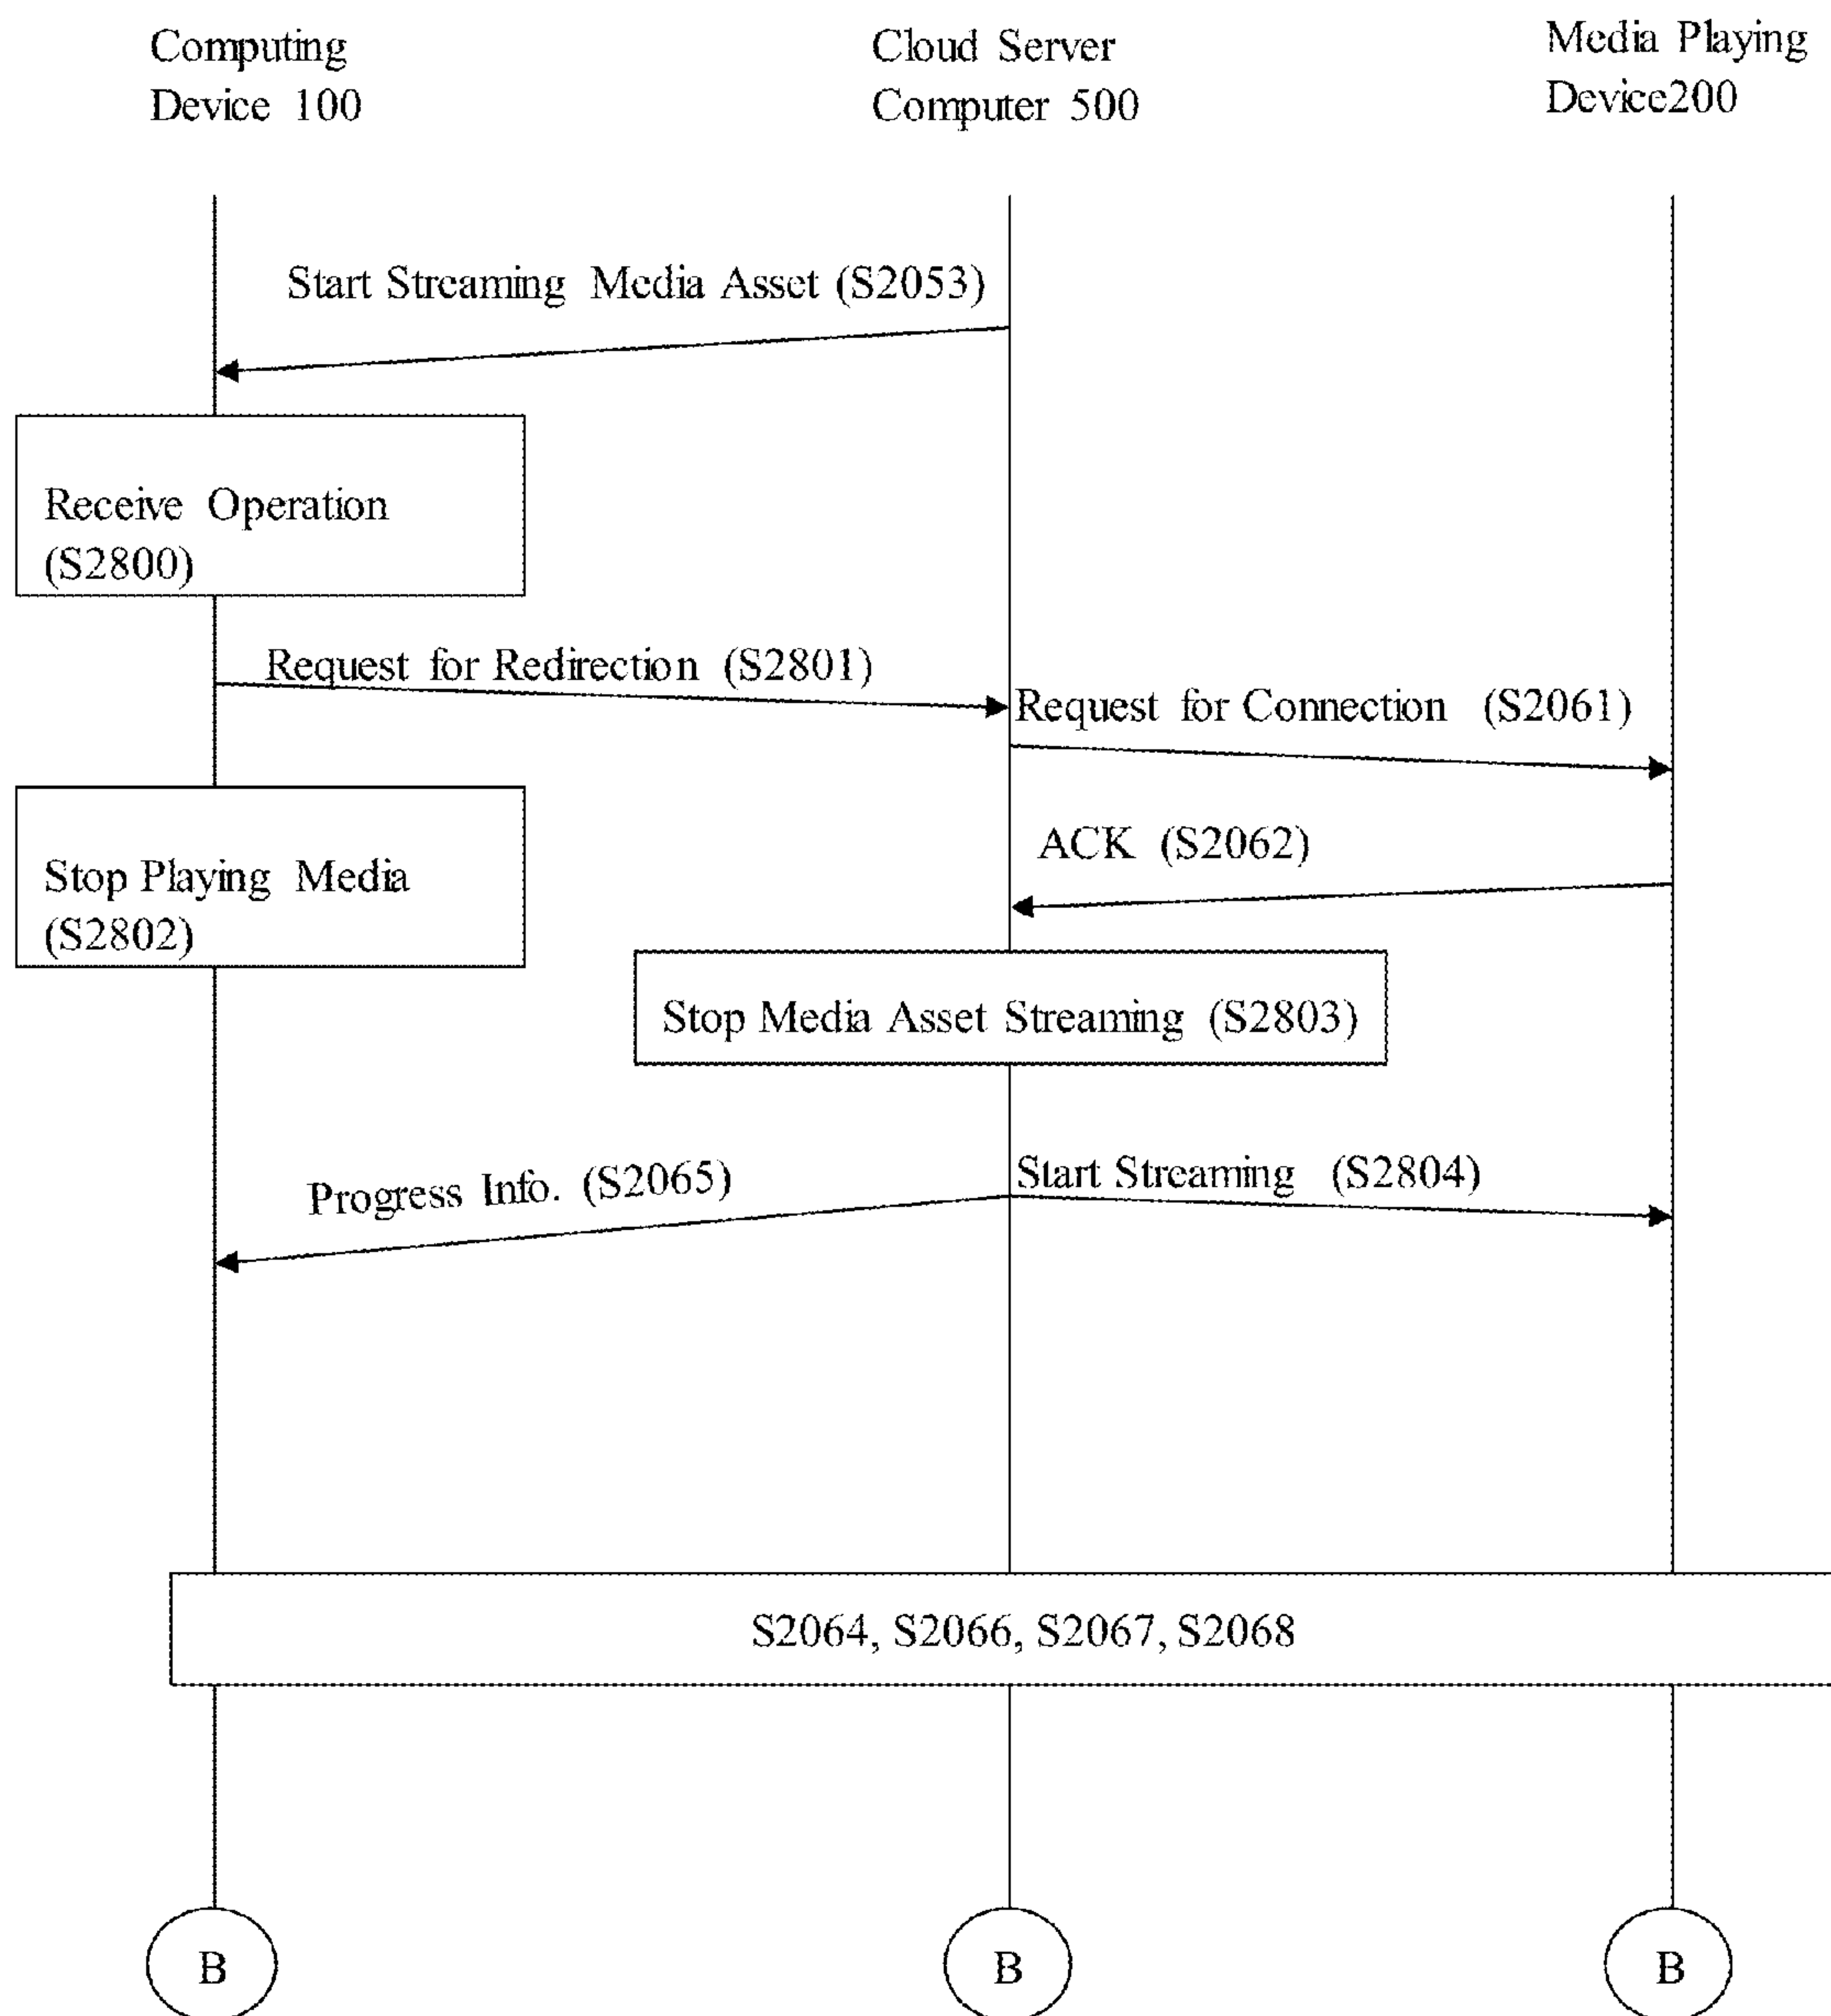 Computing
Device 100
Cloud Server
Computer 500
Media Playing
Device200
Start Streaming Media Asset (S2053)
Receive Operation
(S2800)
Request for Redirection (S2801)
Request for Connection (S2061)
Stop Playing Media
(S2802)
ACK (S2062)
Stop Media Asset Streaming (S2803)
Progress Info. (S2065)
Start Streaming (S2804)
S2064, S2066, S2067, S2068
B
B
B